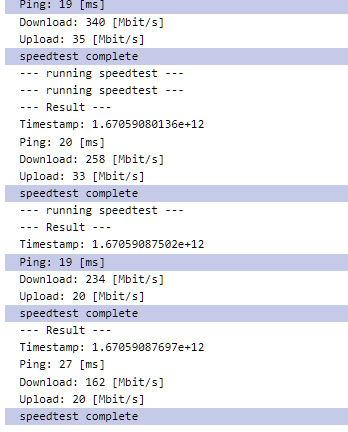 Ping: 19 [ms]
Download: 340 [Mbit/s]
Upload: 35 [Mbit/s]
speedtest complete
--- running speedtest ---
--- running speedtest ---
--- Result ---
Timestamp: 1.67059080136e+12
Ping: 20 [ms]
Download: 258 [Mbit/s]
Upload: 33 [Mbit/s]
speedtest complete
--- running speedtest ---
--- Result ---
Timestamp: 1.67059087502e+12
Ping: 19 [ms]
Download: 234 [Mbit/s]
Upload: 20 [Mbit/s]
speedtest complete
--- Result ---
Timestamp: 1.67059087697e+12
Ping: 27 [ms]
Download: 162 [Mbit/s]
Upload: 20 [Mbit/s]
speedtest complete